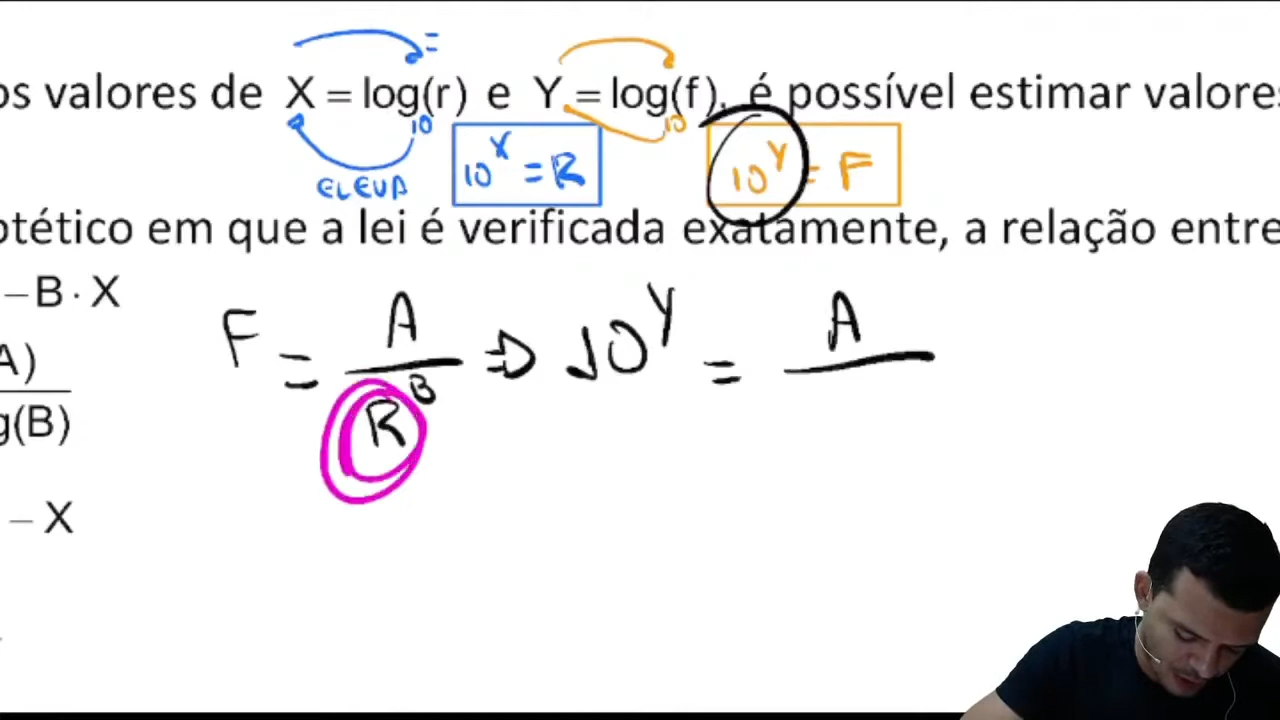 =
os valores de X = log(r) e Y = log(f), é possível estimar valores
10 10
ELEVA 10^X = R 10^Y = F
otético em que a lei é verificada exatamente, a relação entre
– B · X
F = A / R^B ⇒ 10^Y = A
A)
g(B)
– X